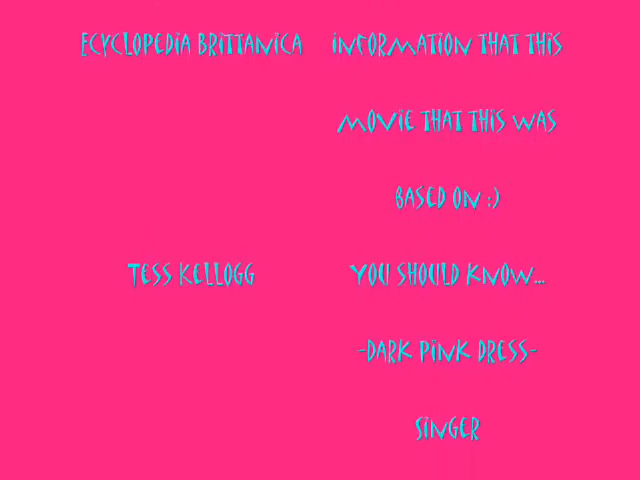 ECYCLOPEDIA BRITTANICA INFORMATION THAT THIS
MOVIE THAT THIS WAS
BASED ON :)
TESS KELLOGG YOU SHOULD KNOW...
-DARK PINK DRESS-
SINGER